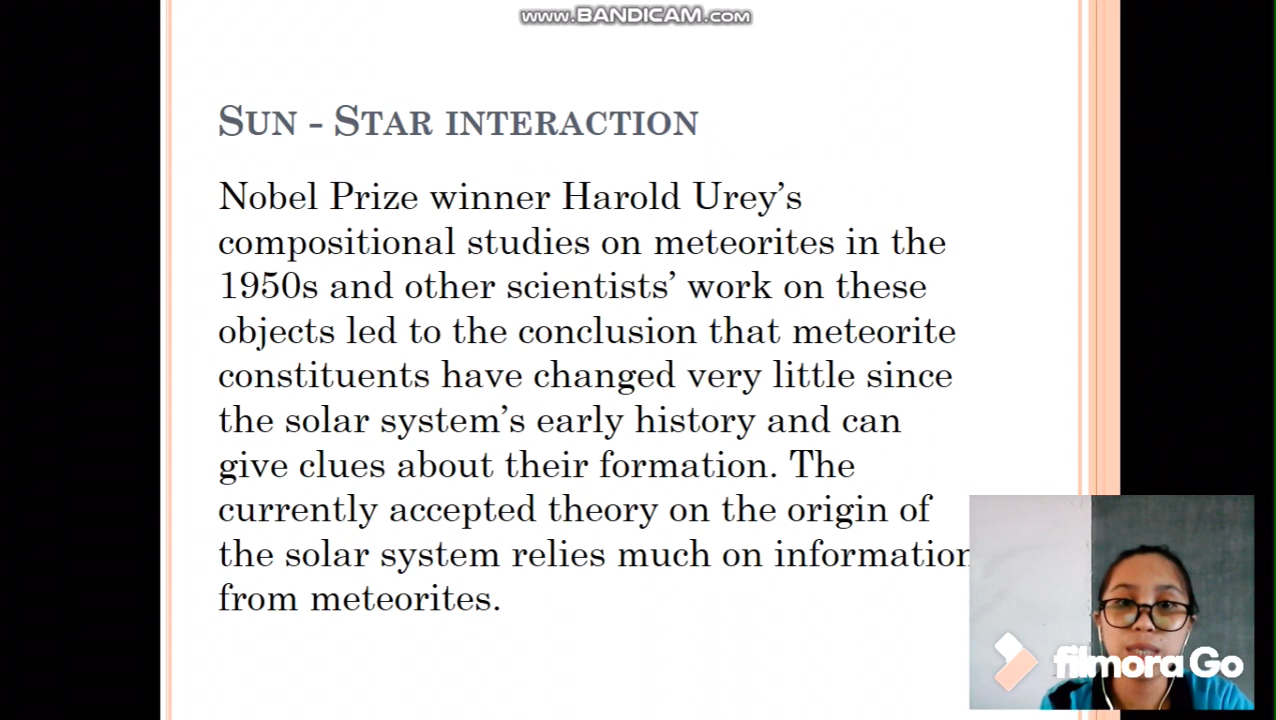 www.BANDICAM.com
Sun - Star interaction
Nobel Prize winner Harold Urey’s
compositional studies on meteorites in the
1950s and other scientists’ work on these
objects led to the conclusion that meteorite
constituents have changed very little since
the solar system’s early history and can
give clues about their formation. The
currently accepted theory on the origin of
the solar system relies much on information
from meteorites.
filmora Go